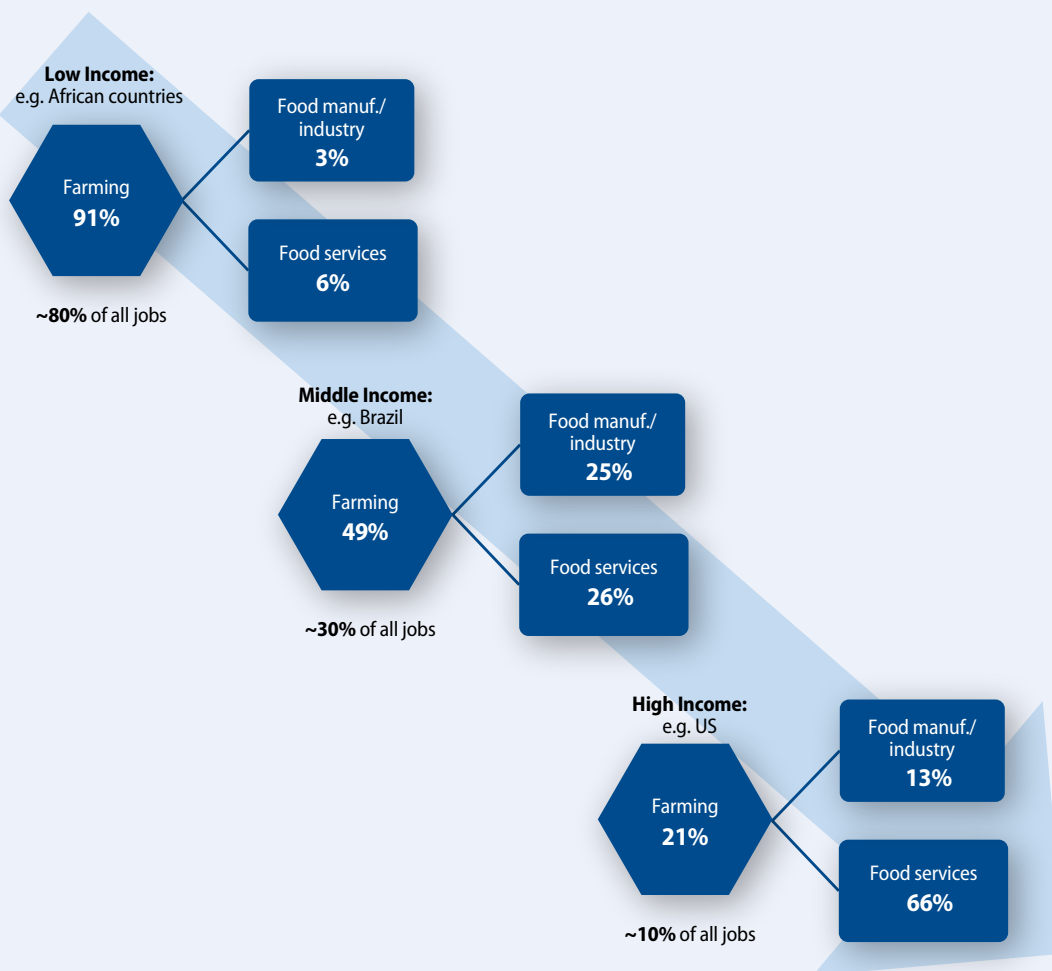 Low Income:
e.g. African countries
Farming
91%
~80% of all jobs
Food manuf./
industry
3%
Food services
6%
Middle Income:
e.g. Brazil
Farming
49%
~30% of all jobs
Food manuf./
industry
25%
Food services
26%
High Income:
e.g. US
Farming
21%
~10% of all jobs
Food manuf./
industry
13%
Food services
66%